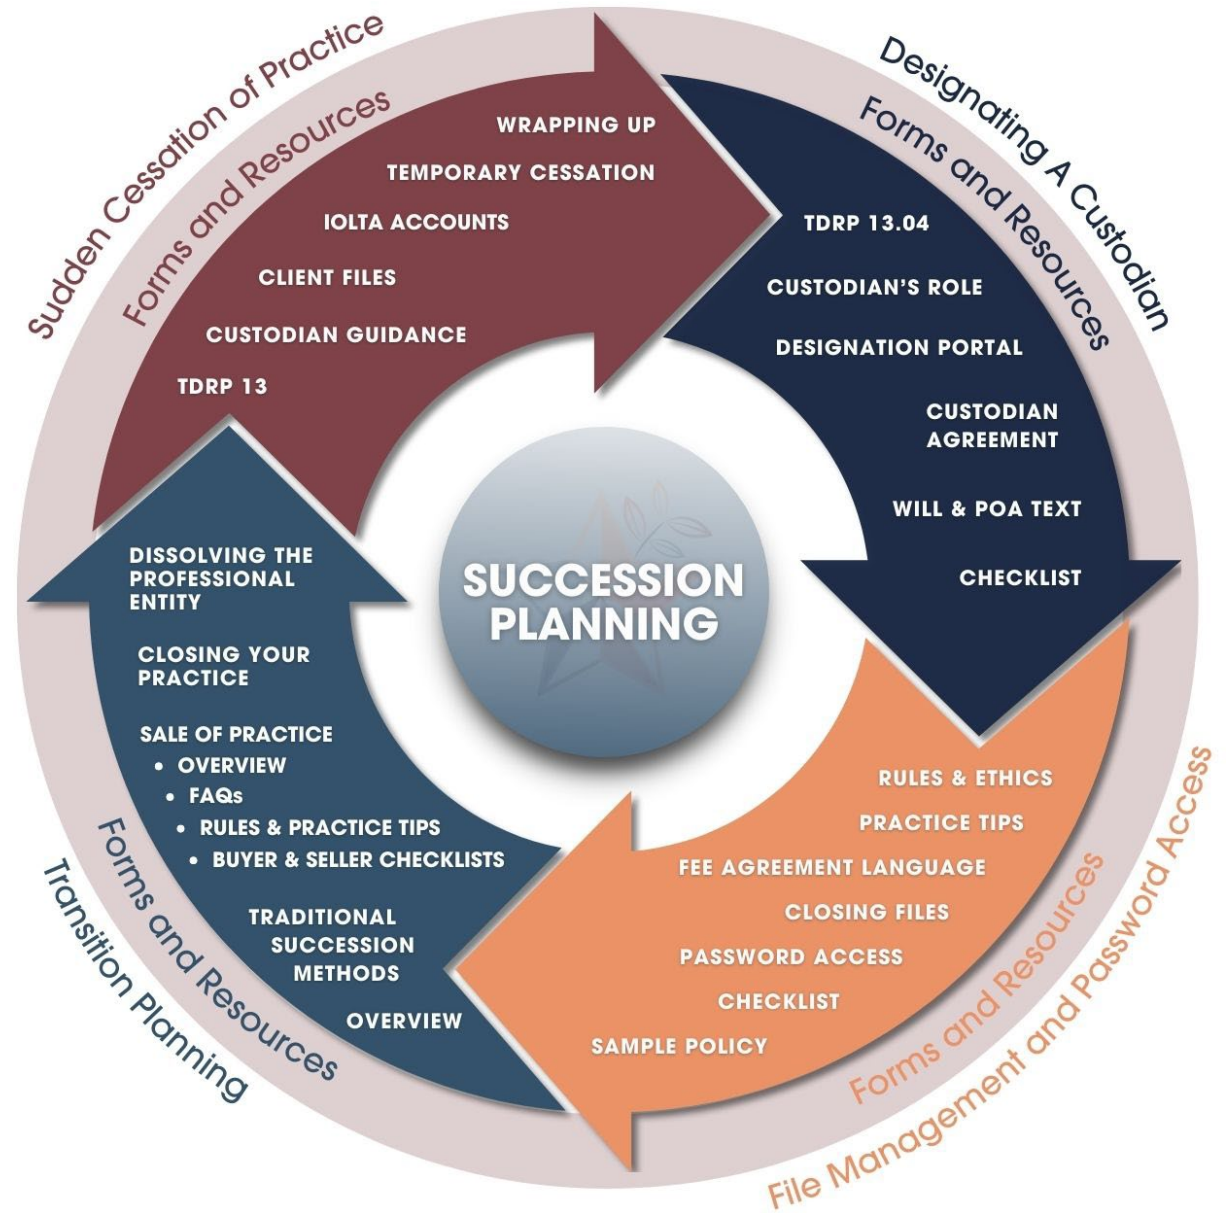 Sudden Cessation of Practice
Forms and Resources
WRAPPING UP
TEMPORARY CESSATION
IOLTA ACCOUNTS
CLIENT FILES
CUSTODIAN GUIDANCE
TDRP 13
Designating A Custodian
Forms and Resources
TDRP 13.04
CUSTODIAN’S ROLE
DESIGNATION PORTAL
CUSTODIAN
AGREEMENT
WILL & POA TEXT
CHECKLIST
SUCCESSION
PLANNING
RULES & ETHICS
PRACTICE TIPS
FEE AGREEMENT LANGUAGE
CLOSING FILES
PASSWORD ACCESS
CHECKLIST
SAMPLE POLICY
Forms and Resources
File Management and Password Access
DISSOLVING THE
PROFESSIONAL
ENTITY
CLOSING YOUR
PRACTICE
SALE OF PRACTICE
• OVERVIEW
• FAQs
• RULES & PRACTICE TIPS
• BUYER & SELLER CHECKLISTS
TRADITIONAL
SUCCESSION
METHODS
OVERVIEW
Forms and Resources
Transition Planning